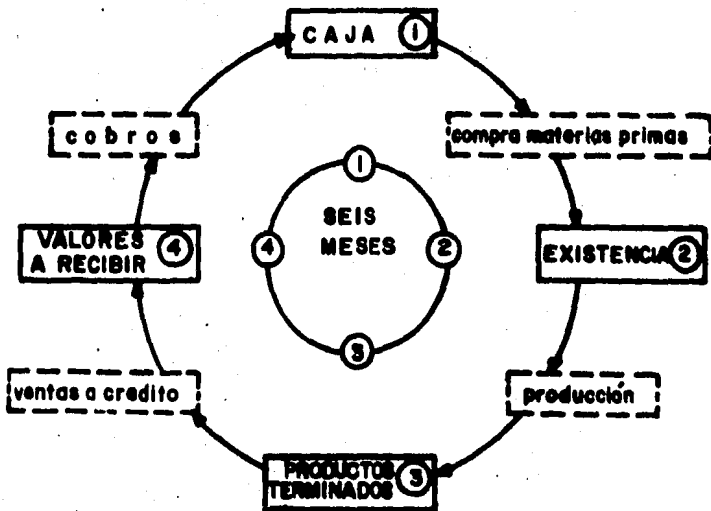 CAJA 1
compra materias primas
EXISTENCIA 2
producción
PRODUCTOS
TERMINADOS 3
ventas a credito
VALORES
A RECIBIR 4
cobros
SEIS
MESES
1
2
3
4